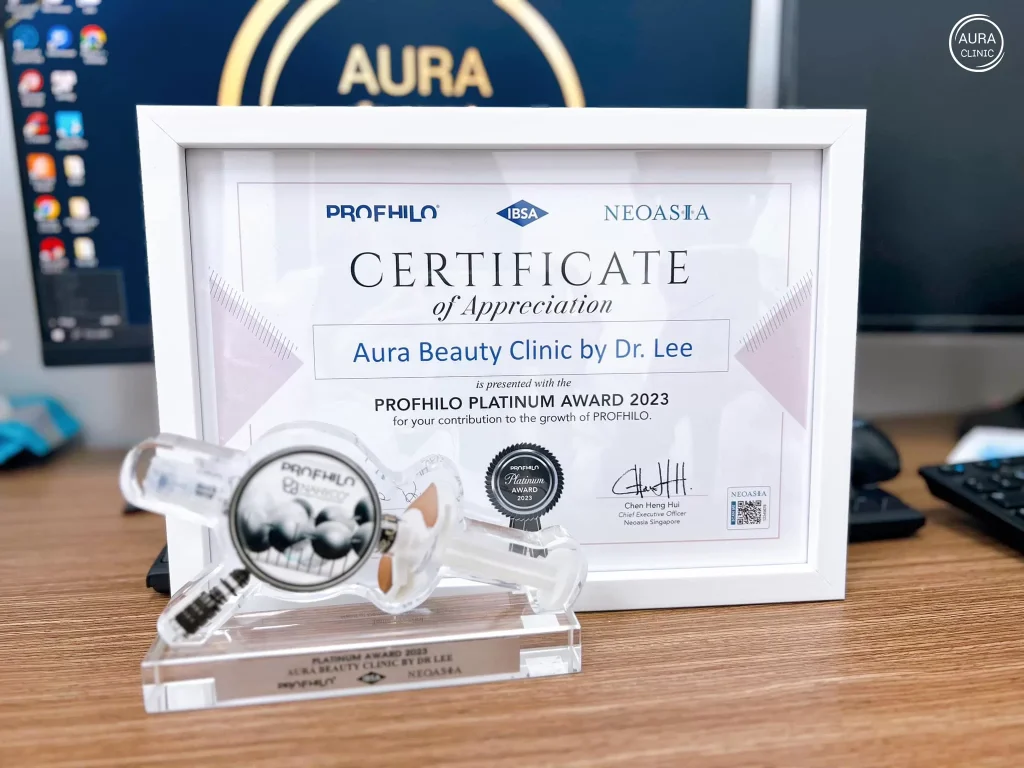 AURA
AURA
CLINIC
PROFHILO®
IBSA
NEOASIA
CERTIFICATE
of Appreciation
Aura Beauty Clinic by Dr. Lee
is presented with the
PROFHILO PLATINUM AWARD 2023
for your contribution to the growth of PROFHILO.
PROFHILO
Platinum
AWARD
2023
Chen Heng Hui
Chief Executive Officer
Neoasia Singapore
NEOASIA
PROFHILO
PLATINUM AWARD 2023
AURA BEAUTY CLINIC BY DR LEE
PROFHILO
NEOASIA